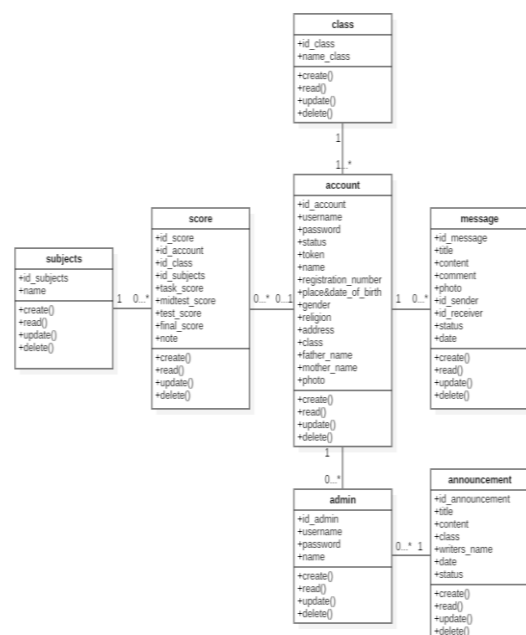 class
+id_class
+name_class
+create()
+read()
+update()
+delete()
1
1..*
account
+id_account
+username
+password
+status
+token
+name
+registration_number
+place&date_of_birth
+gender
+religion
+address
+class
+father_name
+mother_name
+photo
+create()
+read()
+update()
+delete()
score
+id_score
+id_account
+id_class
+id_subjects
+task_score
+midtest_score
+test_score
+final_score
+note
+create()
+read()
+update()
+delete()
message
+id_message
+title
+content
+comment
+photo
+id_sender
+id_receiver
+status
+date
+create()
+read()
+update()
+delete()
subjects
+id_subjects
+name
+create()
+read()
+update()
+delete()
1 0...*
0...* 0..1
1 0...*
1
0...*
admin
+id_admin
+username
+password
+name
+create()
+read()
+update()
+delete()
0...* 1
announcement
+id_announcement
+title
+content
+class
+writers_name
+date
+status
+create()
+read()
+update()
+delete()